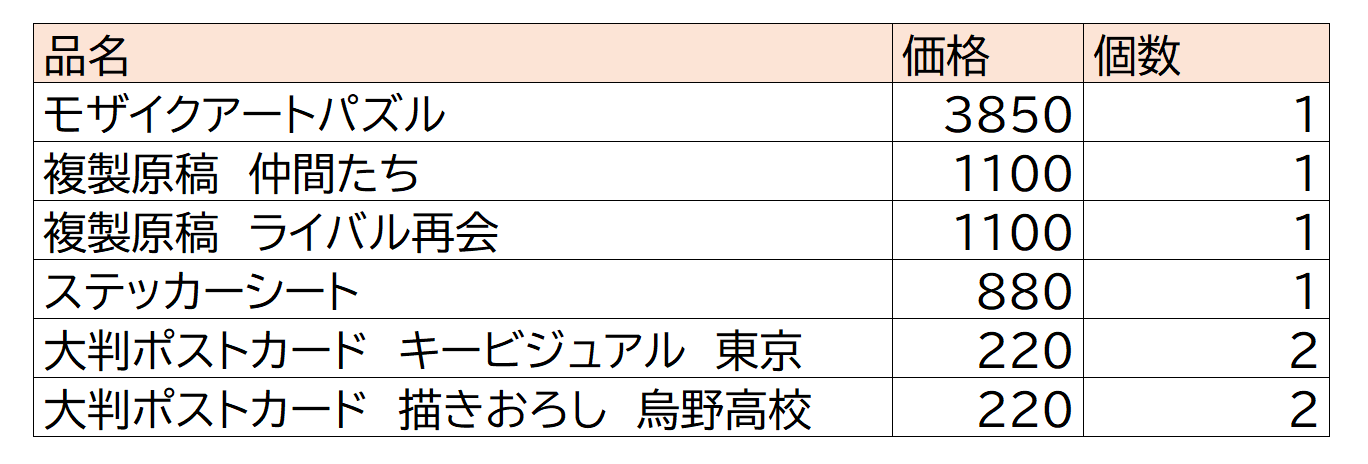 品名 価格 個数
モザイクアートパズル 3850 1
複製原稿　仲間たち 1100 1
複製原稿　ライバル再会 1100 1
ステッカーシート 880 1
大判ポストカード　キービジュアル　東京 220 2
大判ポストカード　描きおろし　烏野高校 220 2